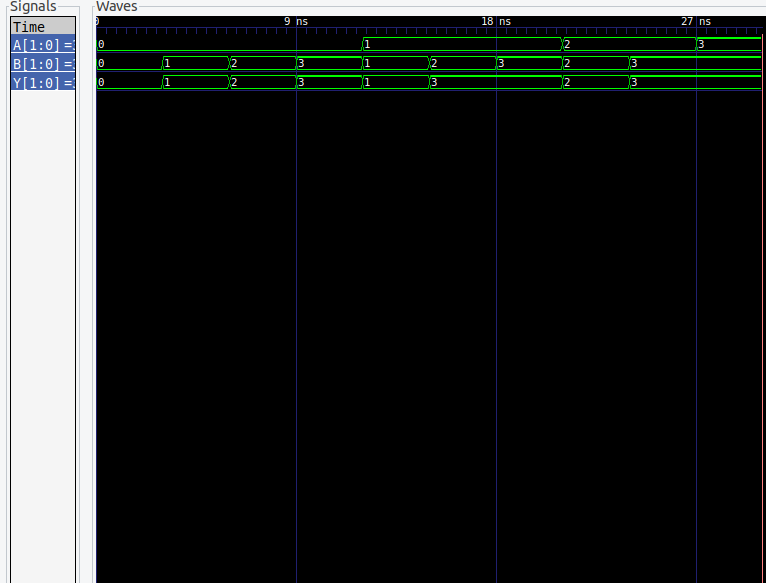 Signals Waves
Time
0 9 ns 18 ns 27 ns
A[1:0] = 0 1 2 3
B[1:0] = 0 1 2 3 1 2 3 2 3
Y[1:0] = 0 1 2 3 1 3 2 3